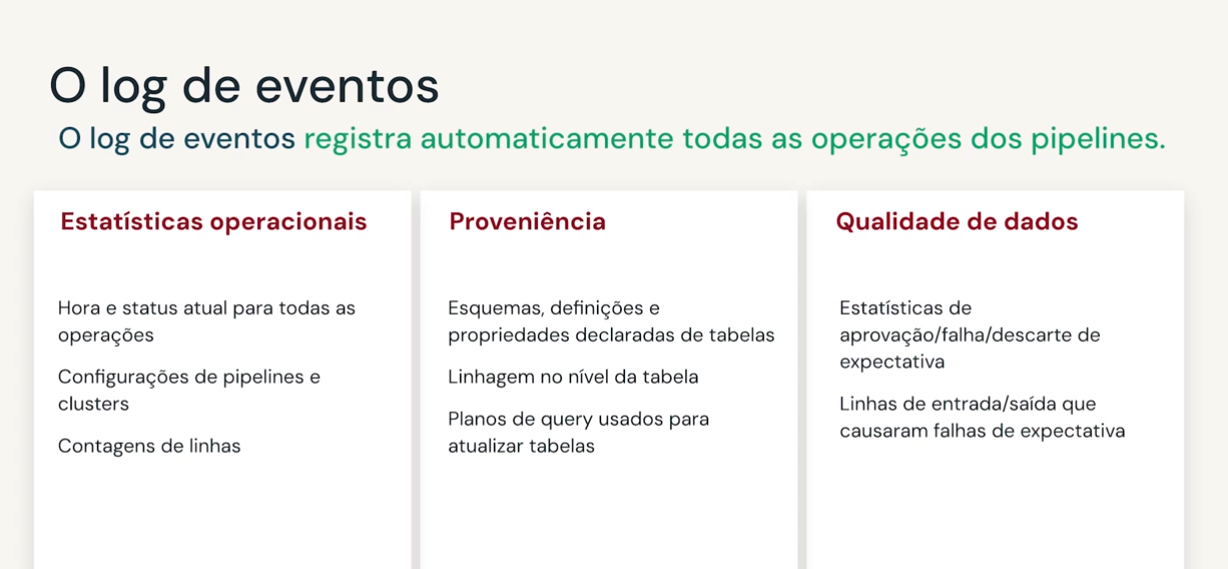 O log de eventos
O log de eventos registra automaticamente todas as operações dos pipelines.
Estatísticas operacionais
Hora e status atual para todas as
operações
Configurações de pipelines e
clusters
Contagens de linhas
Proveniência
Esquemas, definições e
propriedades declaradas de tabelas
Linhagem no nível da tabela
Planos de query usados para
atualizar tabelas
Qualidade de dados
Estatísticas de
aprovação/falha/descarte de
expectativa
Linhas de entrada/saída que
causaram falhas de expectativa